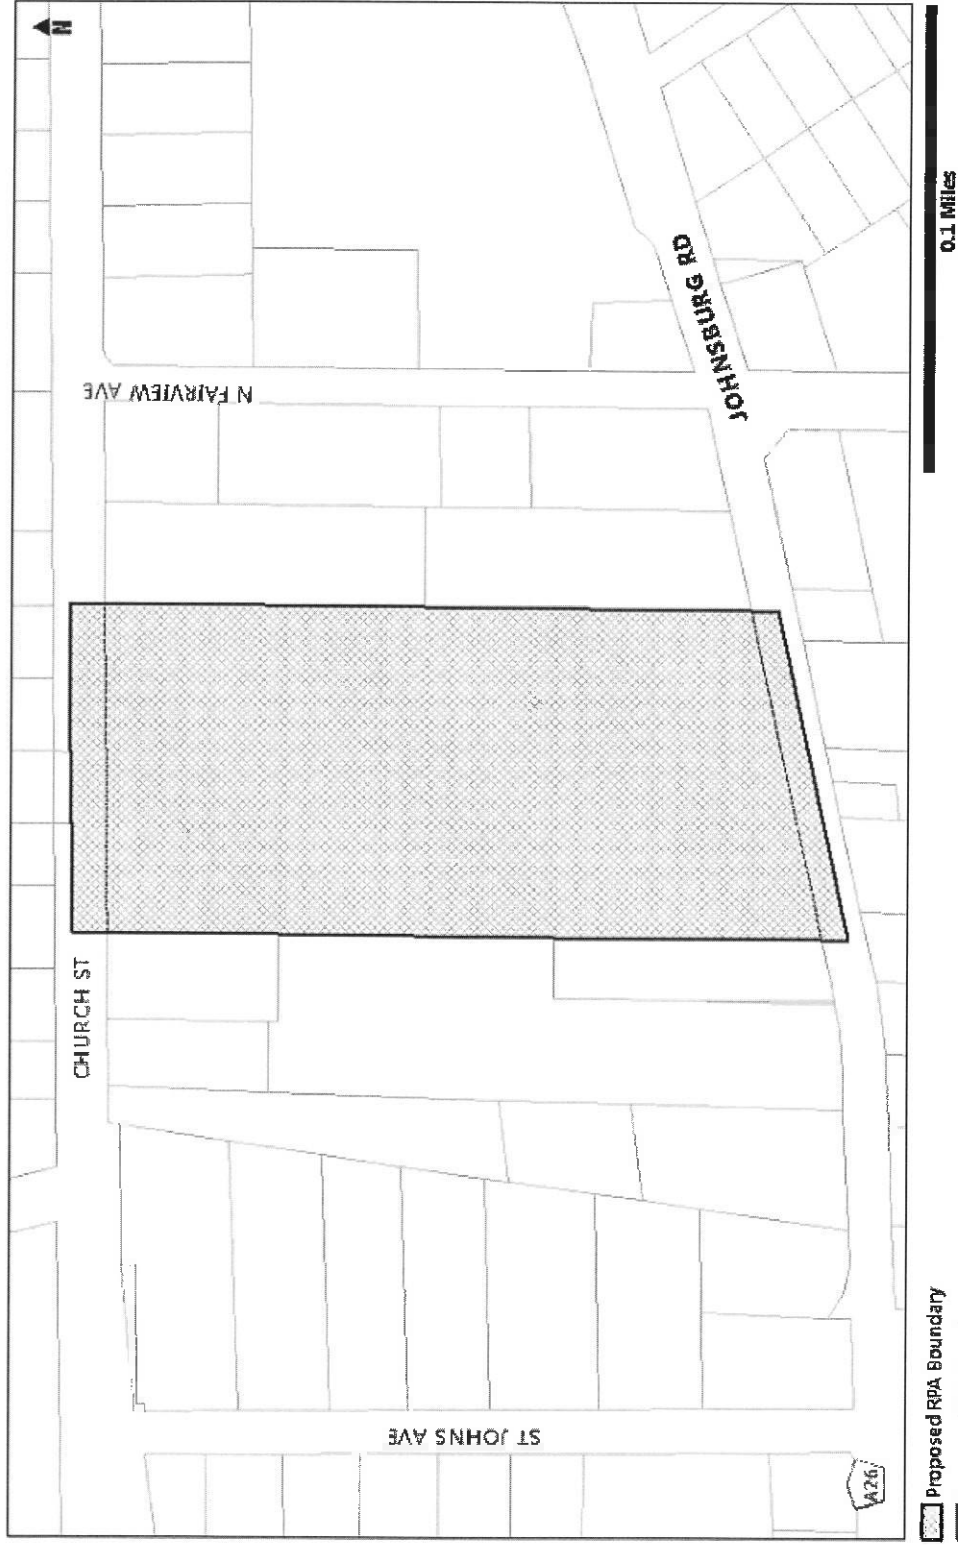 N
CHURCH ST
N FAIRVIEW AVE
JOHNSBURG RD
ST JOHNS AVE
A26
Proposed RPA Boundary
0.1 Miles